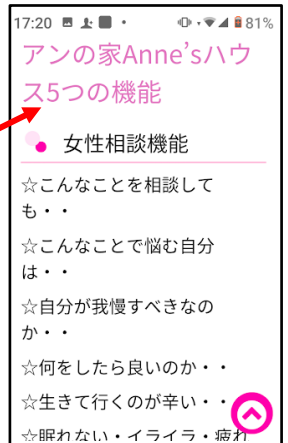 17:20 81%
アンの家Anne'sハウ
ス5つの機能
女性相談機能
☆こんなことを相談して
も・・
☆こんなことで悩む自分
は・・
☆自分が我慢すべきなの
か・・
☆何をしたら良いのか・・
☆生きて行くのが辛い・・
☆眠れない・イライラ・疲れ